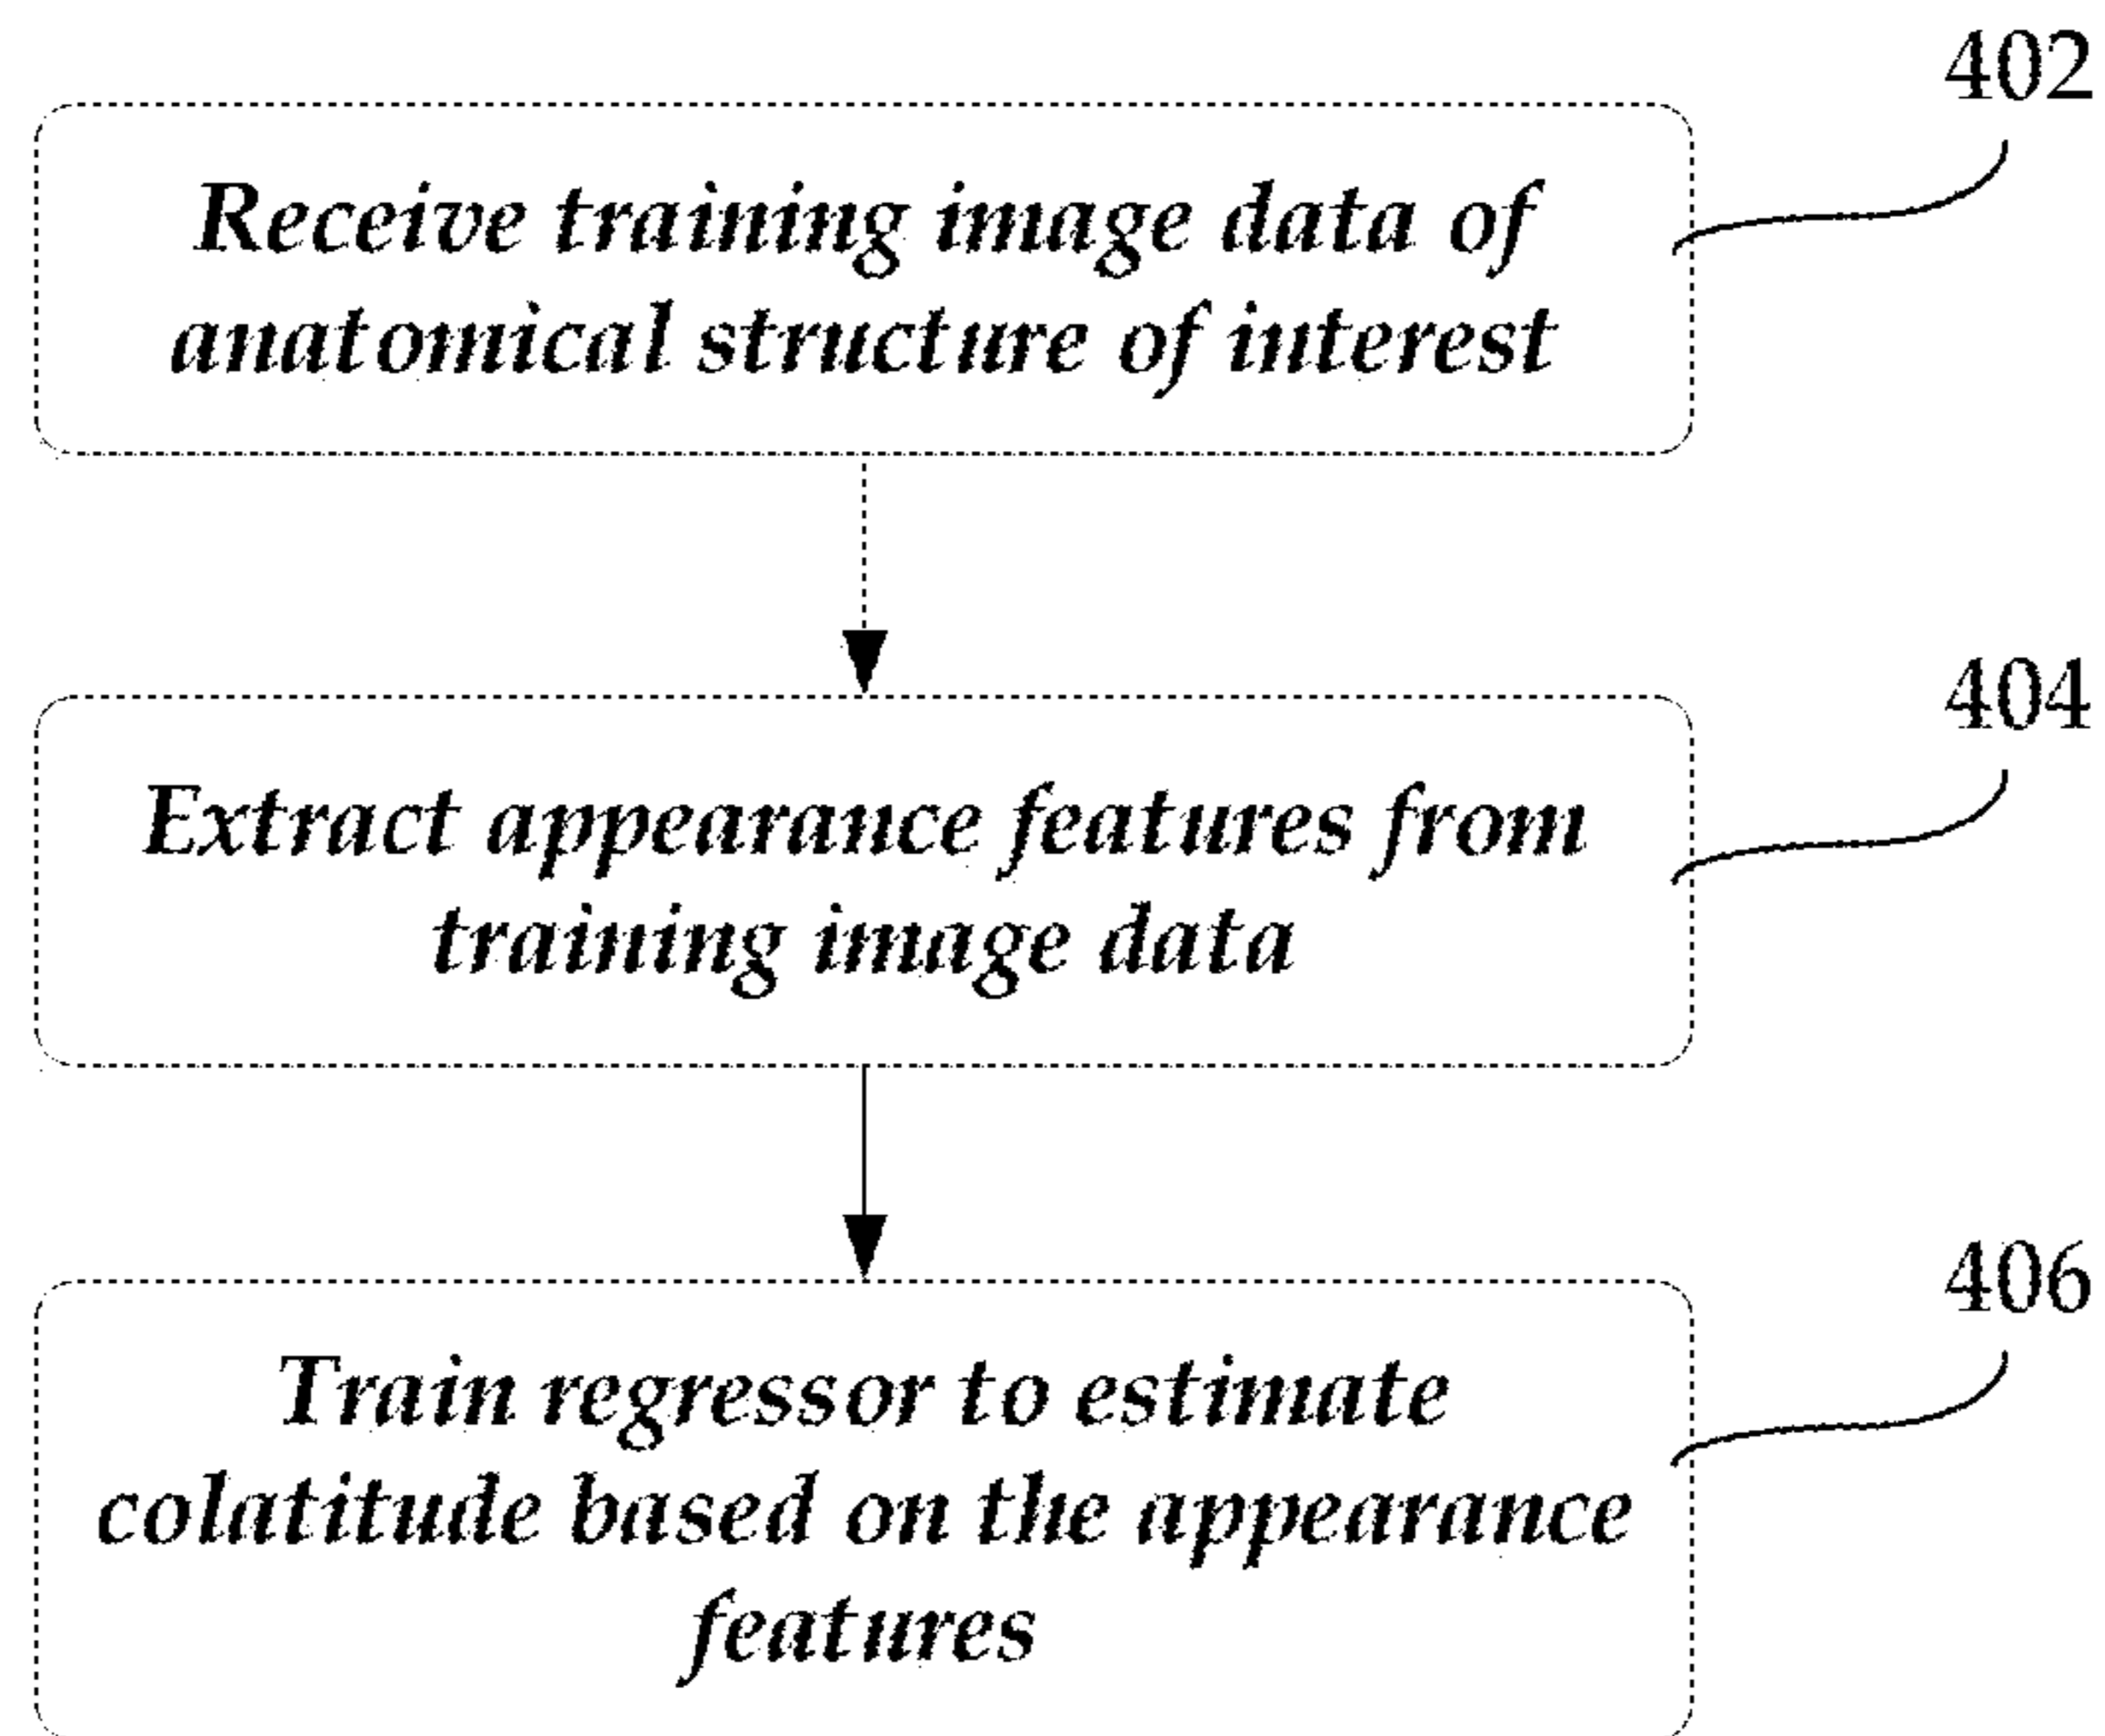 402
Receive training image data of
anatomical structure of interest
404
Extract appearance features from
training image data
406
Train regressor to estimate
colatitude based on the appearance
features